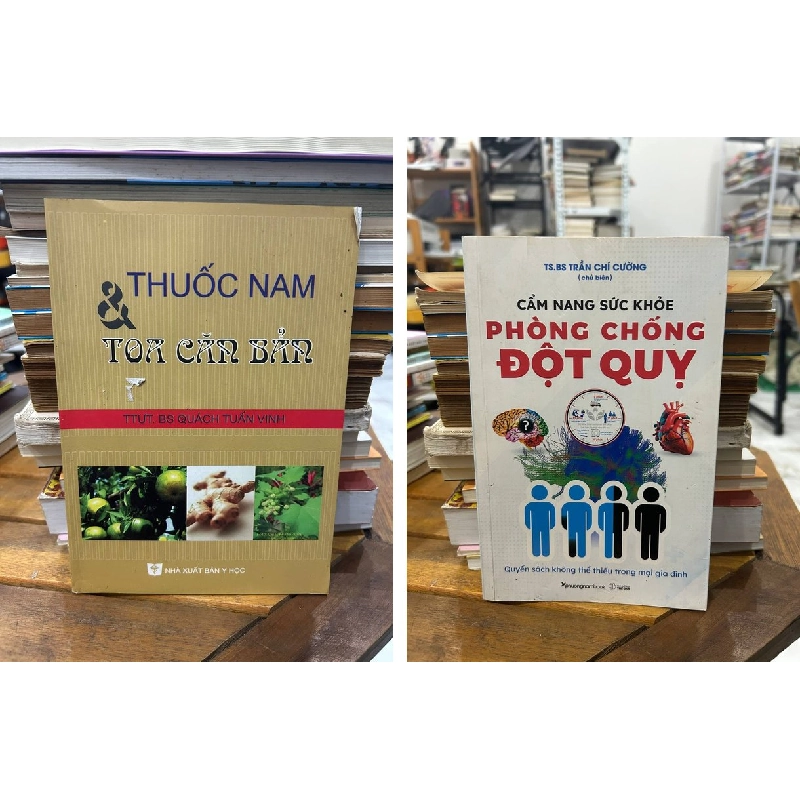 THUỐC NAM
&
TOA CĂN BẢN
TTƯT. BS QUÁCH TUẤN VINH
NHÀ XUẤT BẢN Y HỌC
TS.BS TRẦN CHÍ CƯỜNG
(chủ biên)
CẨM NANG SỨC KHỎE
PHÒNG CHỐNG
ĐỘT QUỴ
?
Quyển sách không thể thiếu trong mọi gia đình